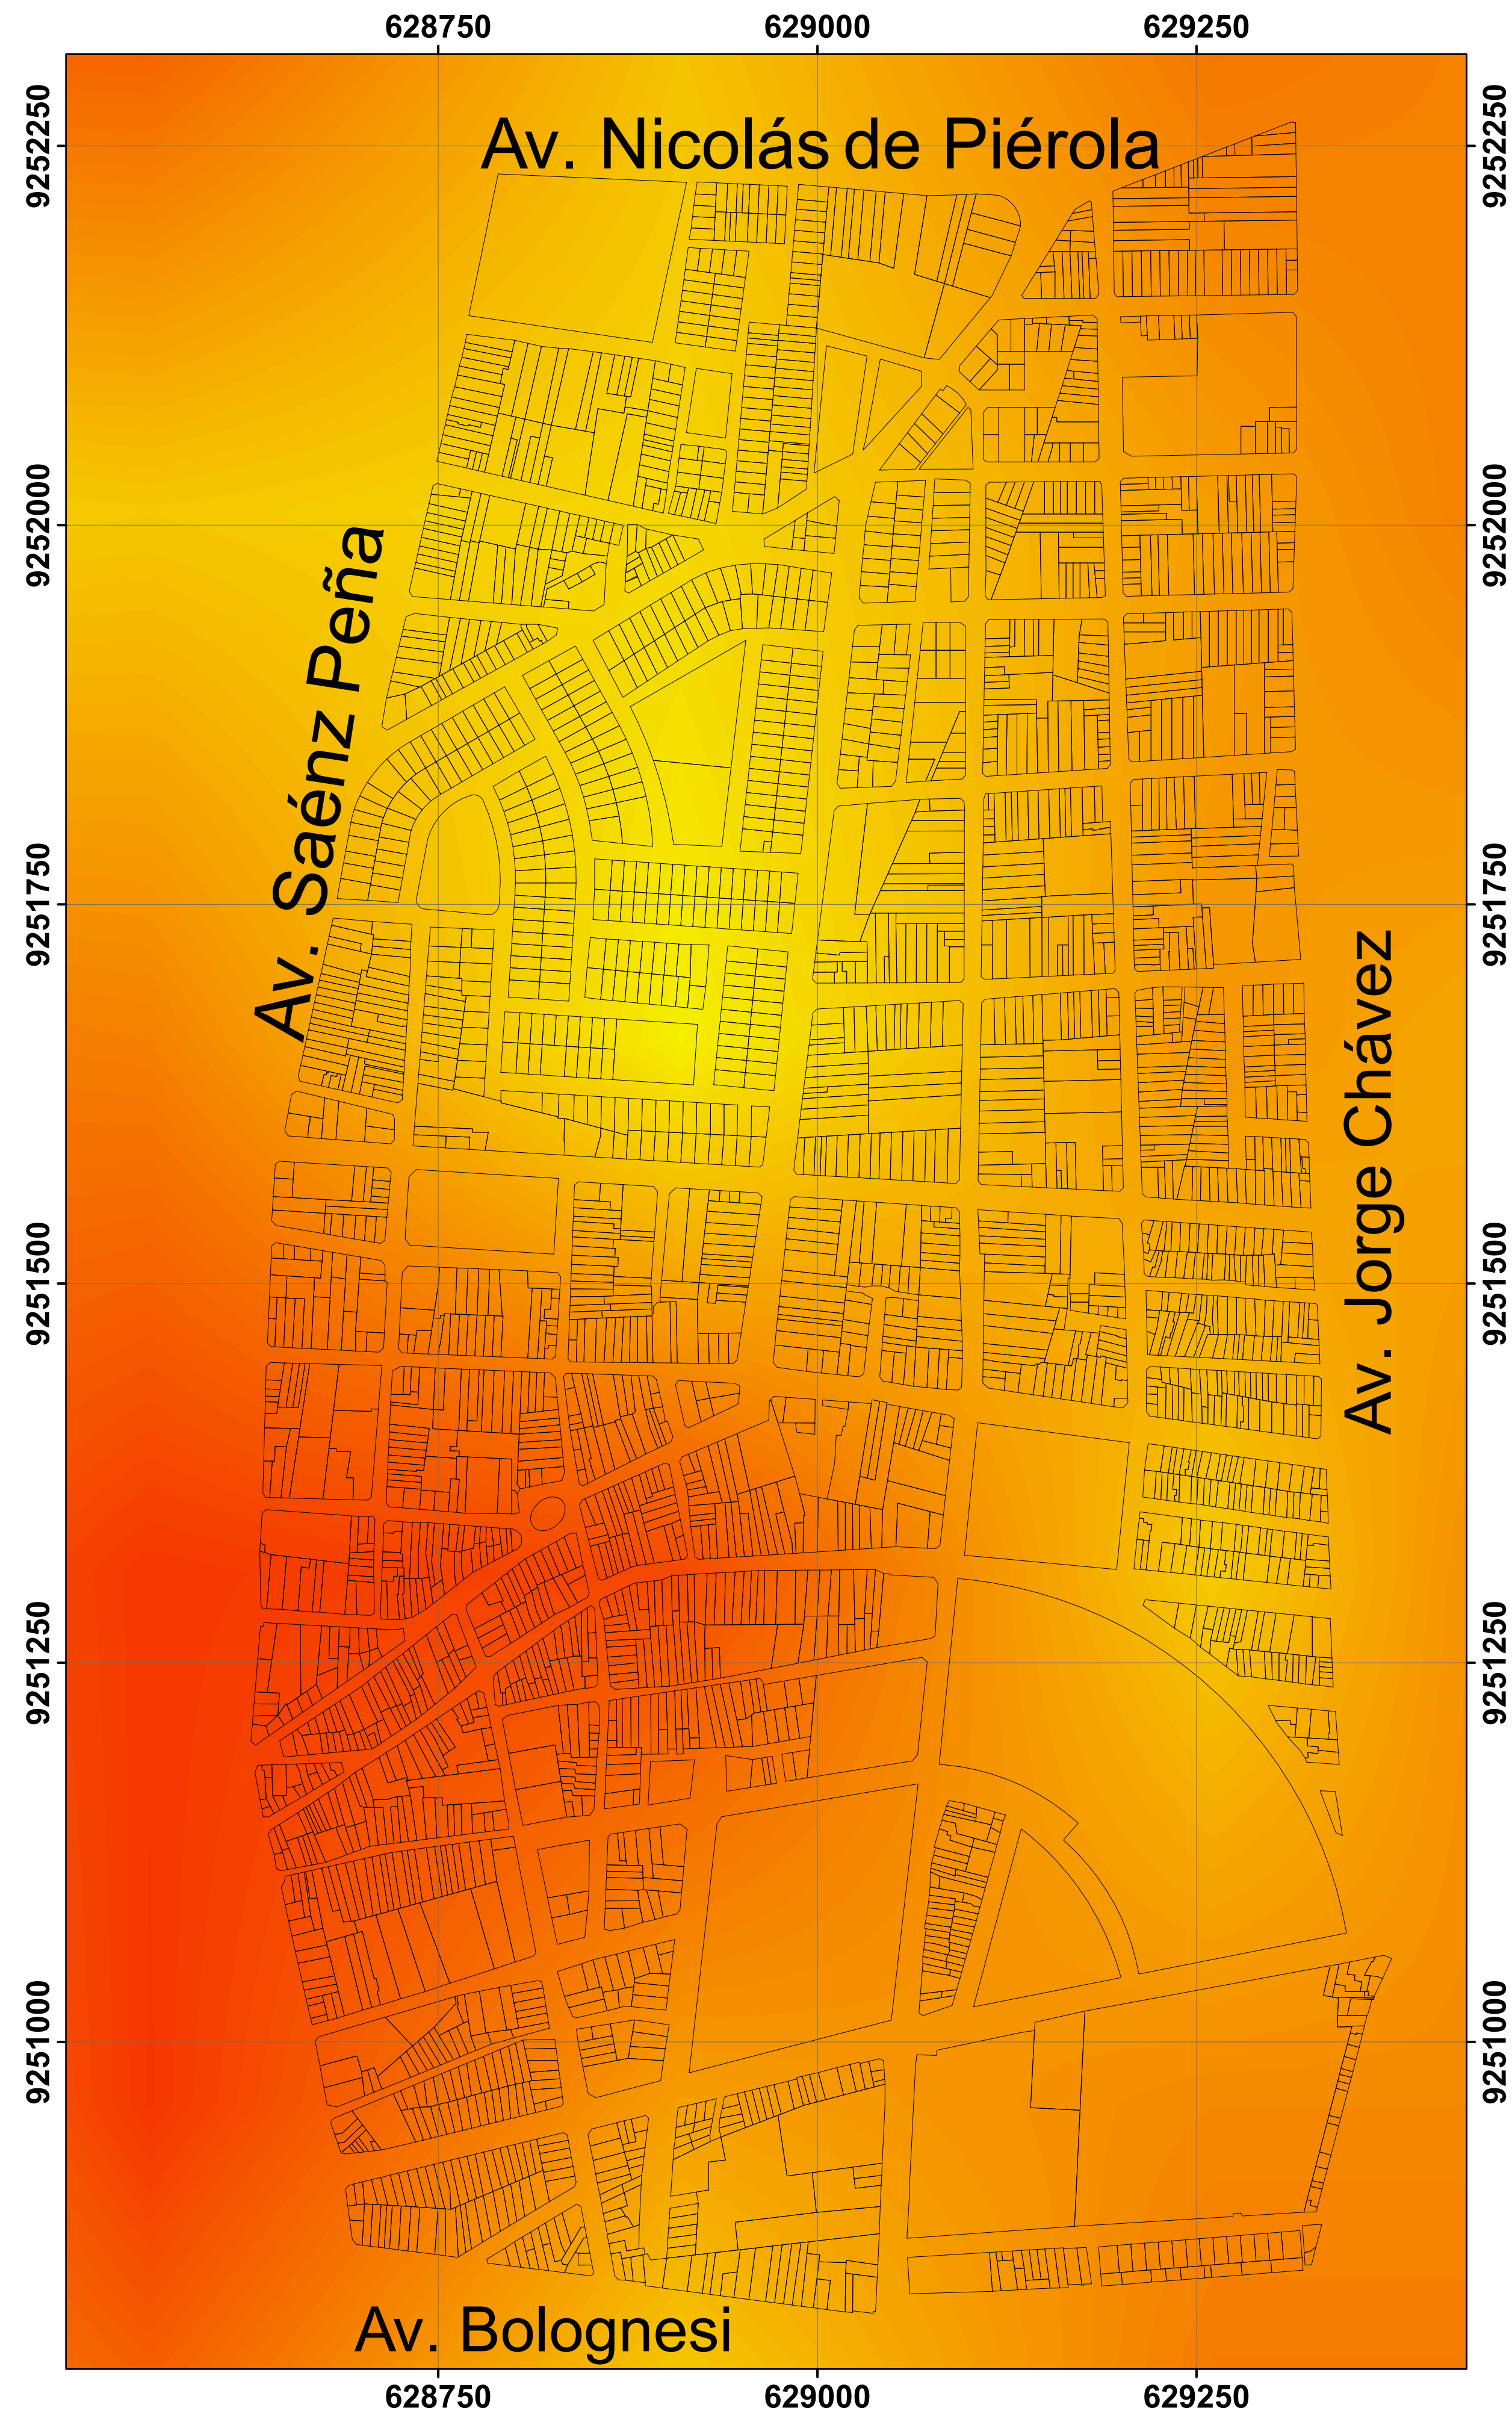 628750 629000 629250
9252250 9252250
Av. Nicolás de Piérola
9252000 9252000
Av. Saénz Peña
9251750 9251750
Av. Jorge Chávez
9251500 9251500
9251250 9251250
9251000 9251000
Av. Bolognesi
628750 629000 629250